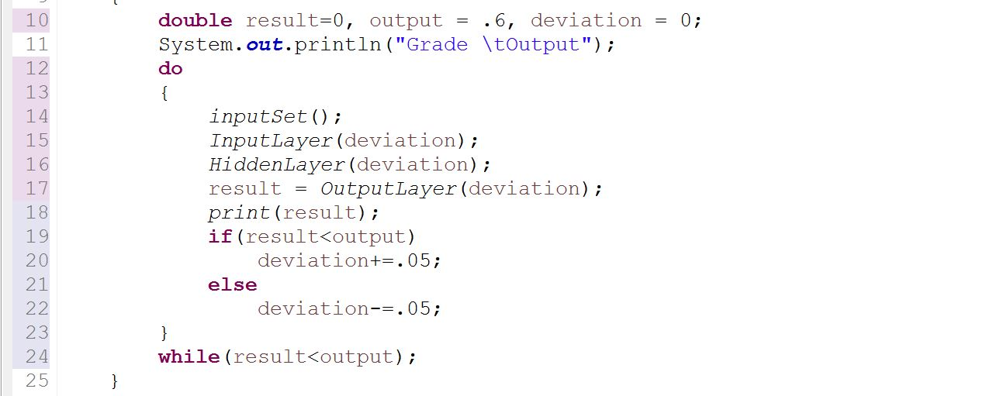 {
10 double result=0, output = .6, deviation = 0;
11 System.out.println("Grade \tOutput");
12 do
13 {
14 inputSet();
15 InputLayer(deviation);
16 HiddenLayer(deviation);
17 result = OutputLayer(deviation);
18 print(result);
19 if(result<output)
20 deviation+=.05;
21 else
22 deviation-=.05;
23 }
24 while(result<output);
25 }